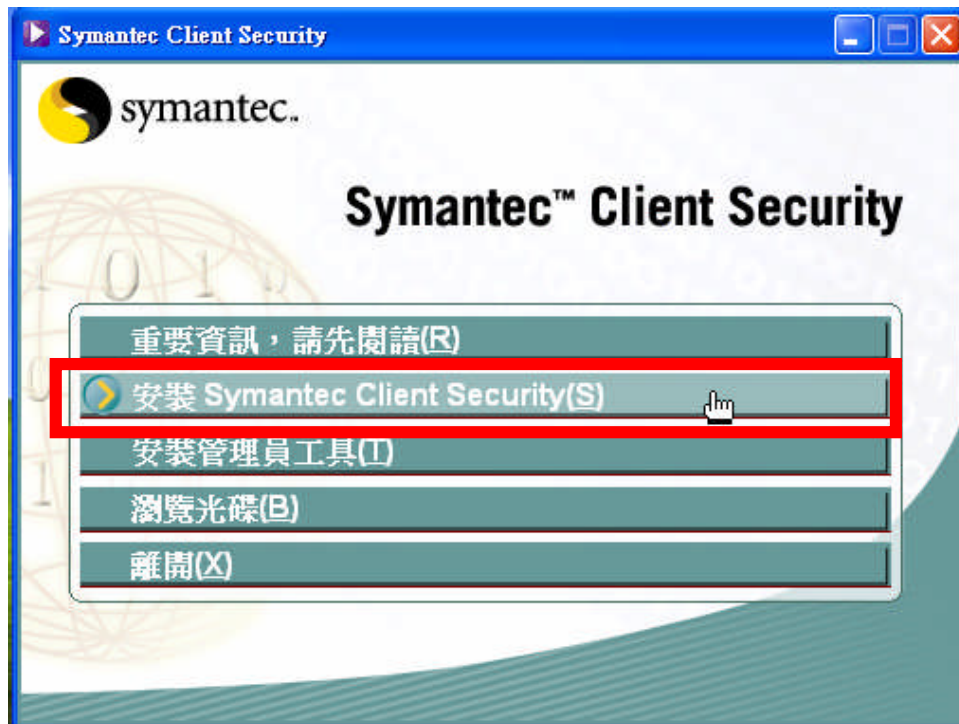 Symantec Client Security
symantec™
Symantec™ Client Security
重要資訊，請先閱讀(R)
安裝 Symantec Client Security(S)
安裝管理員工具(T)
瀏覽光碟(B)
離開(X)